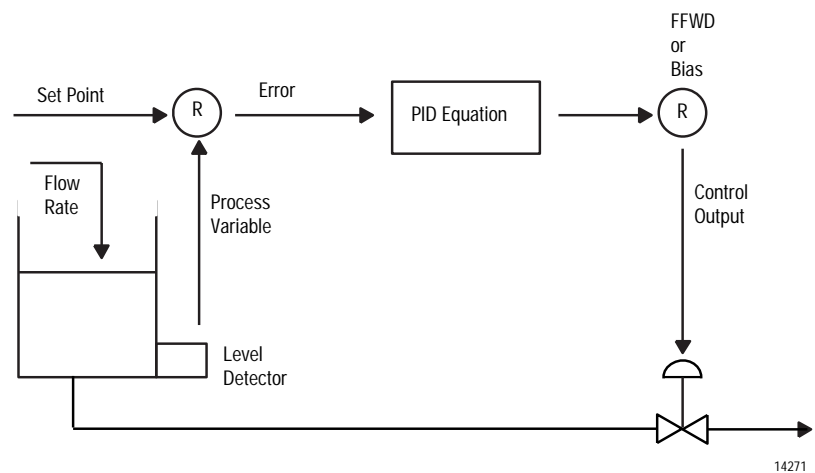 FFWD
or
Bias
Set Point
R
Error
PID Equation
R
Flow
Rate
Process
Variable
Control
Output
Level
Detector
14271